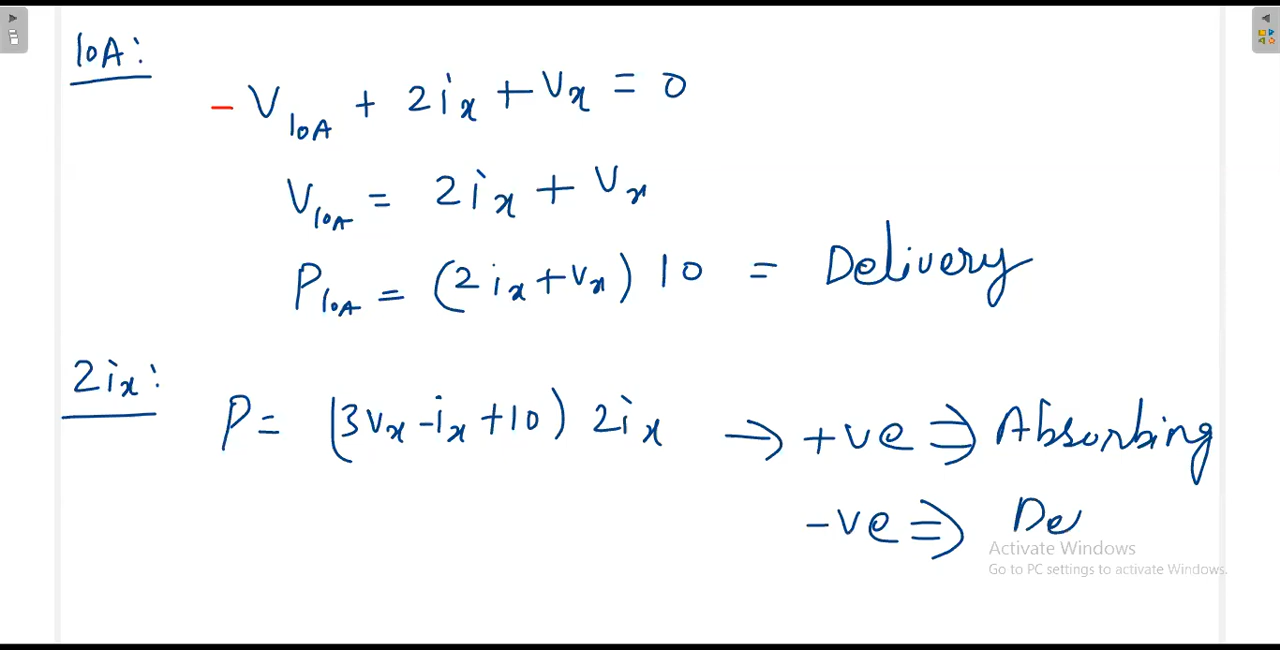 10A:
- V10A + 2ix + Vx = 0
V10A = 2ix + Vx
P10A = (2ix + Vx) 10 = Delivery
2ix:
P = (3Vx - ix + 10) 2ix → +ve ⇒ Absorbing
-ve ⇒ De
Activate Windows
Go to PC settings to activate Windows.